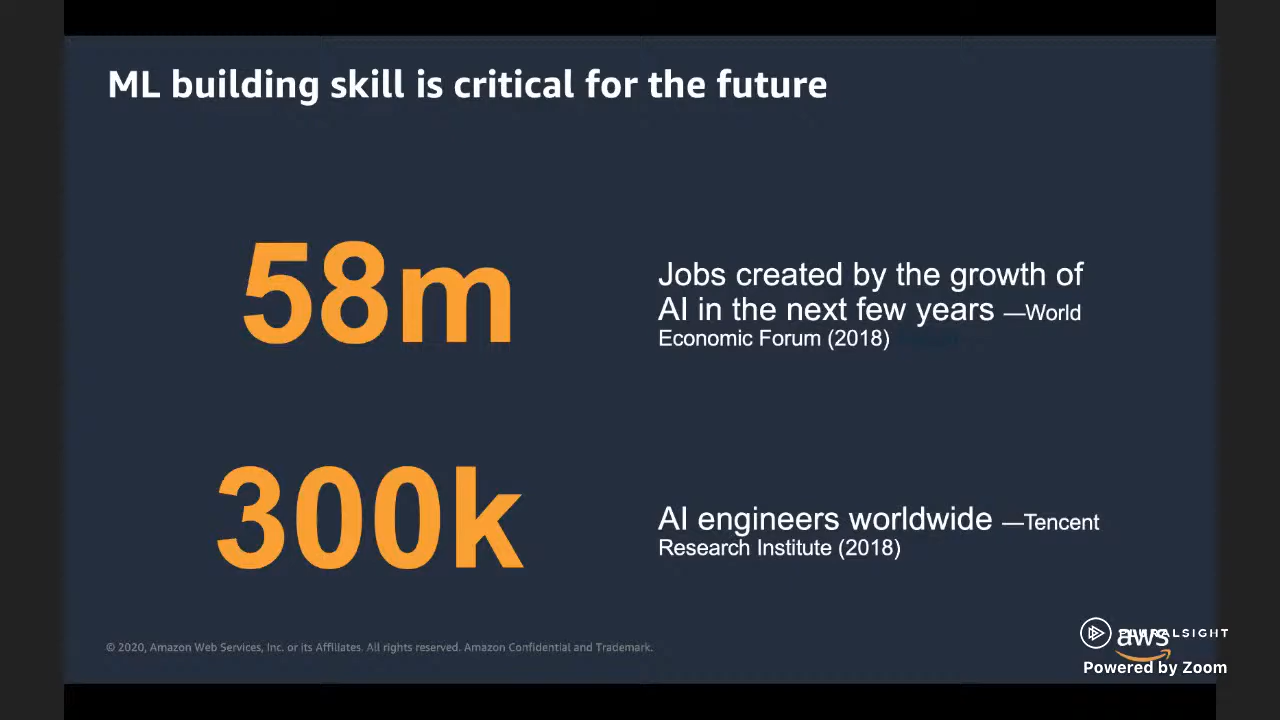 ML building skill is critical for the future
58m
Jobs created by the growth of
AI in the next few years —World
Economic Forum (2018)
300k
AI engineers worldwide —Tencent
Research Institute (2018)
© 2020, Amazon Web Services, Inc. or its Affiliates. All rights reserved. Amazon Confidential and Trademark.
PLURALSIGHT
aws
Powered by Zoom